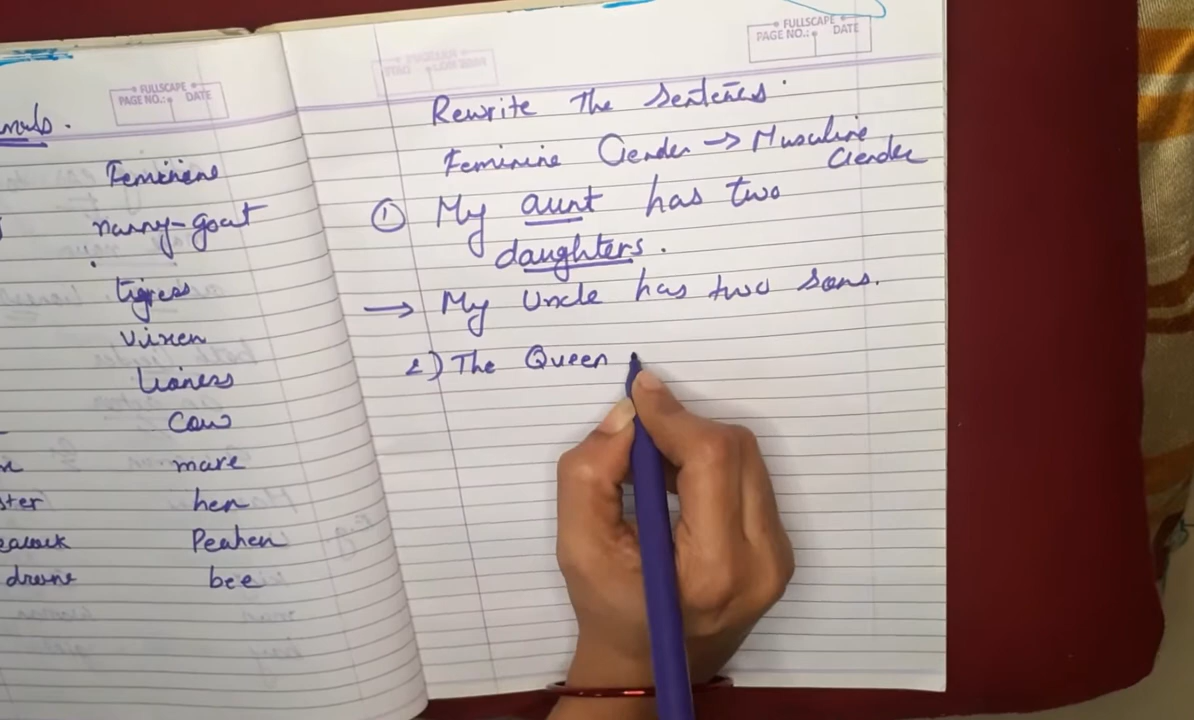 FULLSCAPE
PAGE NO.: DATE
Feminine
nanny-goat
tigress
vixen
lioness
Cow
mare
hen
Peahen
drone bee
FULLSCAPE
PAGE NO.: DATE
Rewrite The Sentences.
Feminine Gender → Musculine
Gender
① My aunt has two
daughters.
→ My Uncle has two sons.
2) The Queen